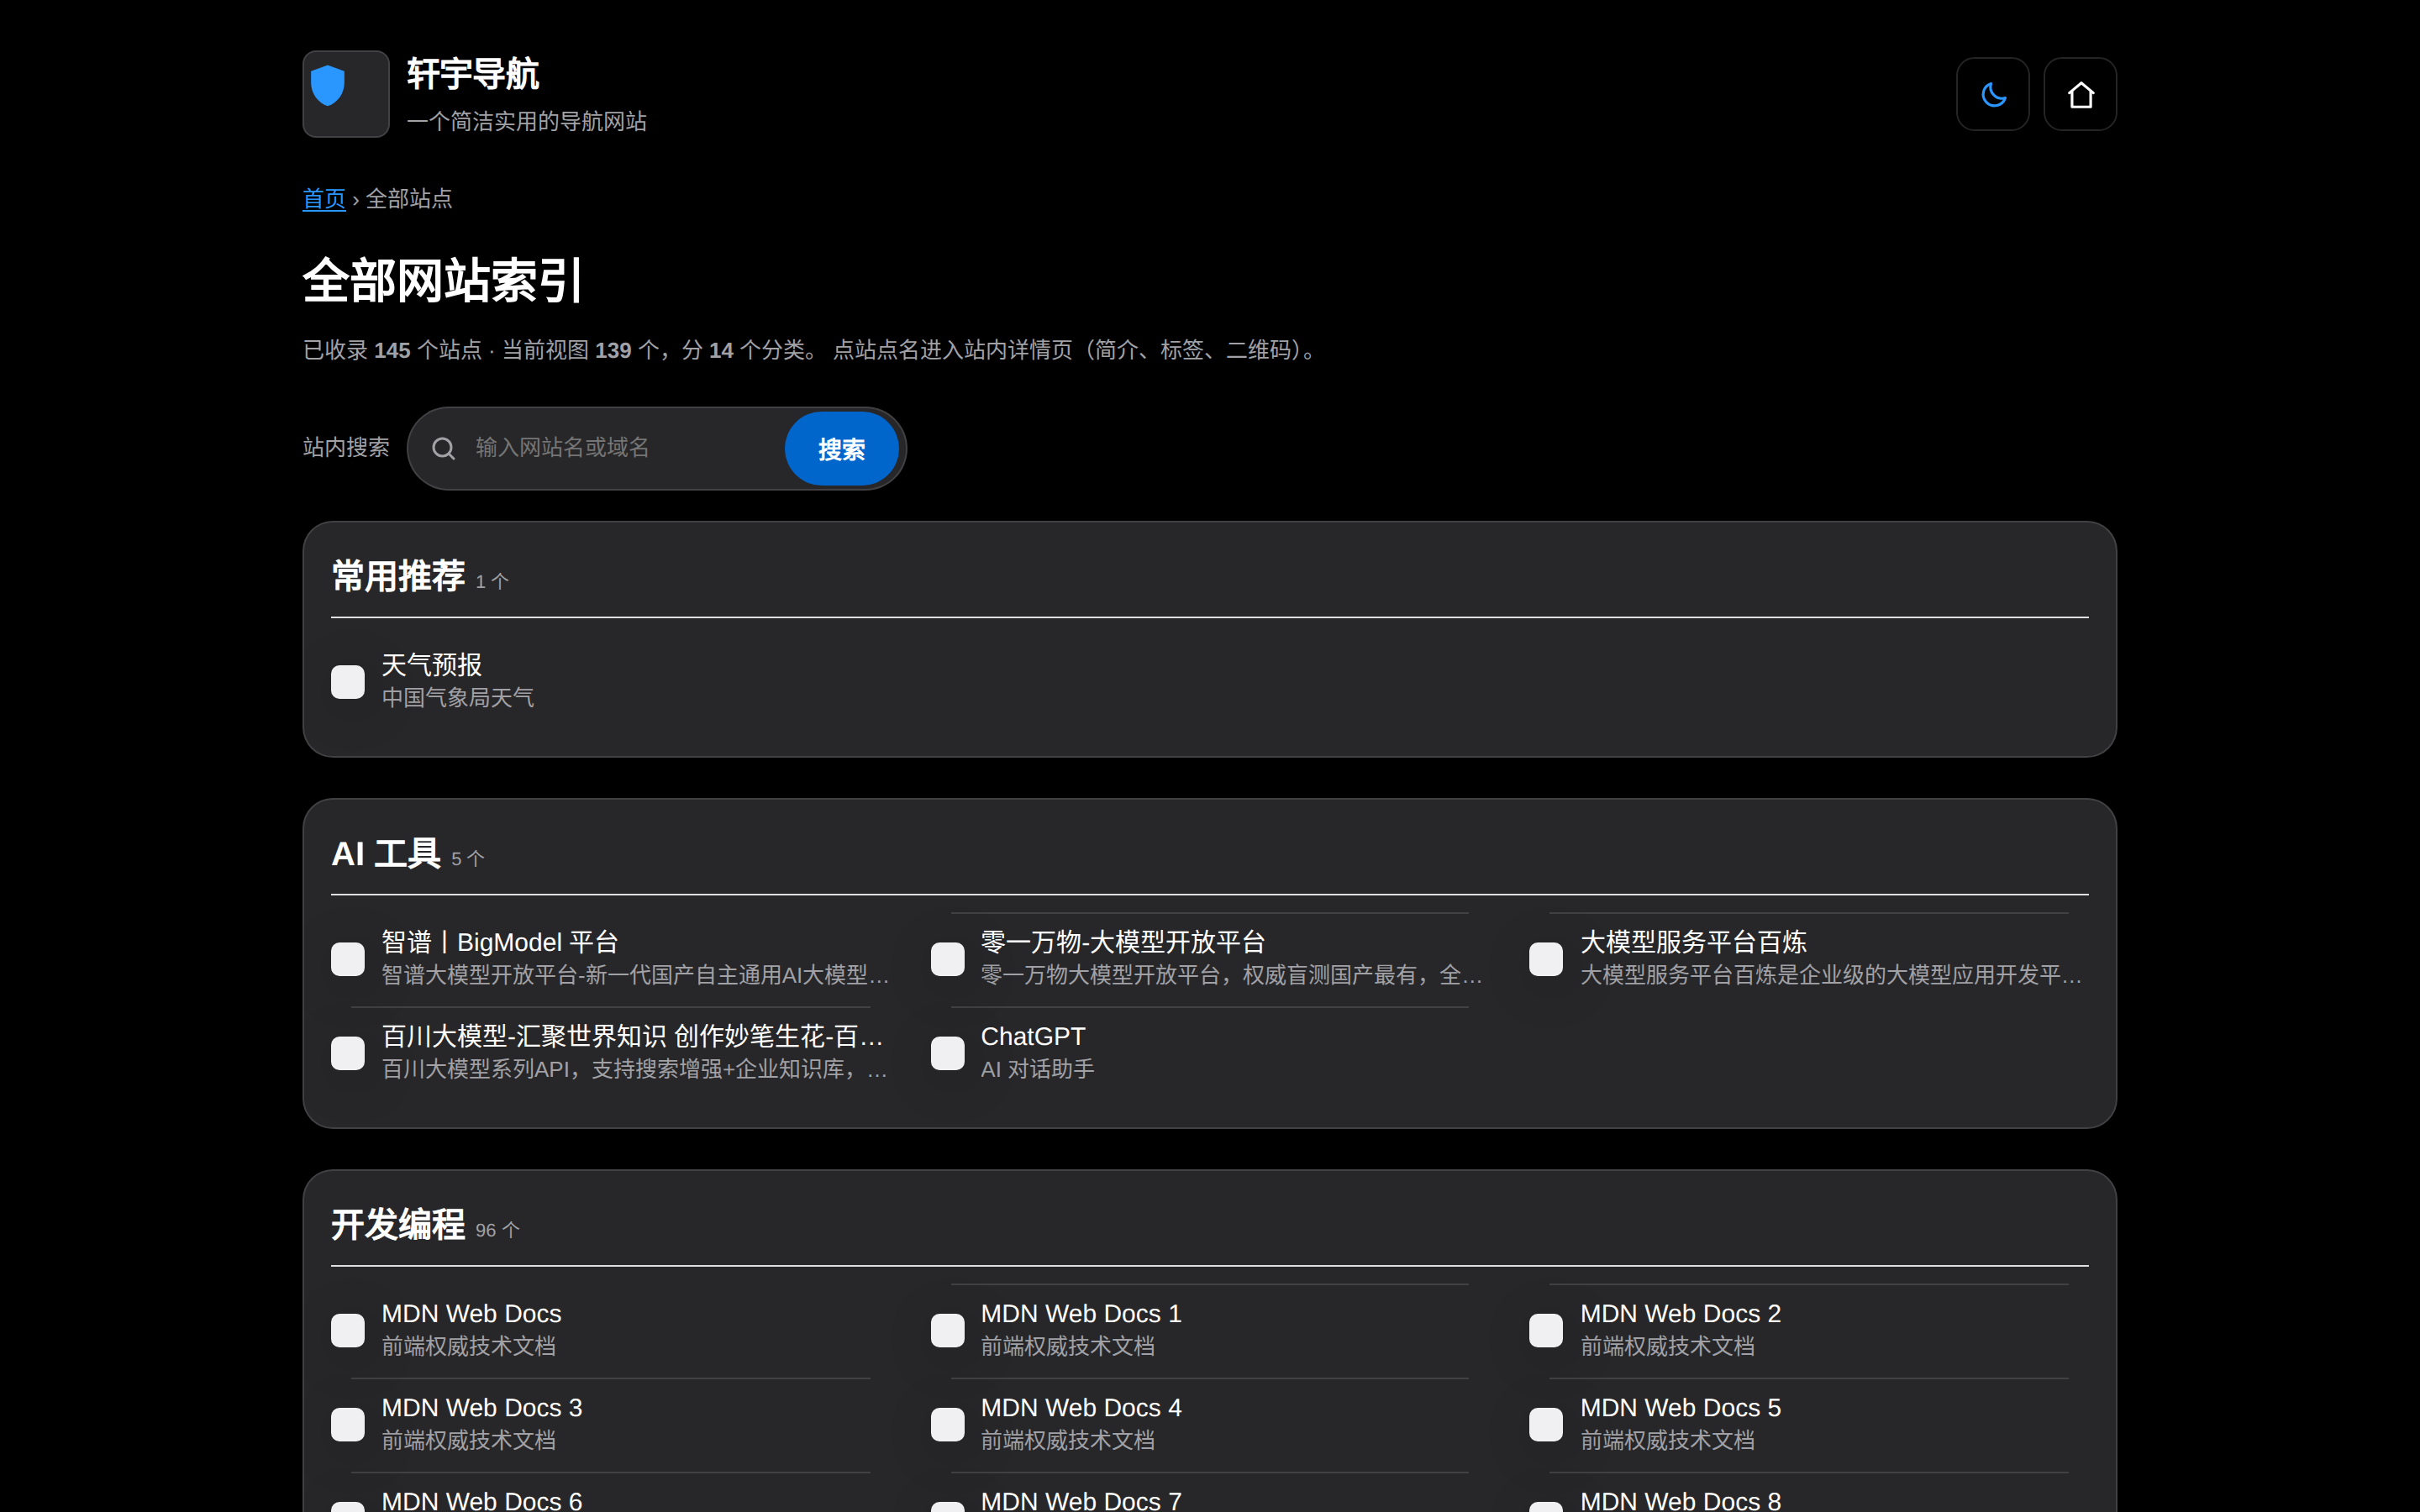 轩宇导航
一个简洁实用的导航网站
首页 › 全部站点
全部网站索引
已收录 145 个站点 · 当前视图 139 个，分 14 个分类。 点站点名进入站内详情页（简介、标签、二维码）。
站内搜索 输入网站名或域名 搜索
常用推荐 1 个
天气预报
中国气象局天气
AI 工具 5 个
智谱丨BigModel 平台
智谱大模型开放平台-新一代国产自主通用AI大模型…
零一万物-大模型开放平台
零一万物大模型开放平台，权威盲测国产最有，全…
大模型服务平台百炼
大模型服务平台百炼是企业级的大模型应用开发平…
百川大模型-汇聚世界知识 创作妙笔生花-百…
百川大模型系列API，支持搜索增强+企业知识库，…
ChatGPT
AI 对话助手
开发编程 96 个
MDN Web Docs
前端权威技术文档
MDN Web Docs 1
前端权威技术文档
MDN Web Docs 2
前端权威技术文档
MDN Web Docs 3
前端权威技术文档
MDN Web Docs 4
前端权威技术文档
MDN Web Docs 5
前端权威技术文档
MDN Web Docs 6
MDN Web Docs 7
MDN Web Docs 8